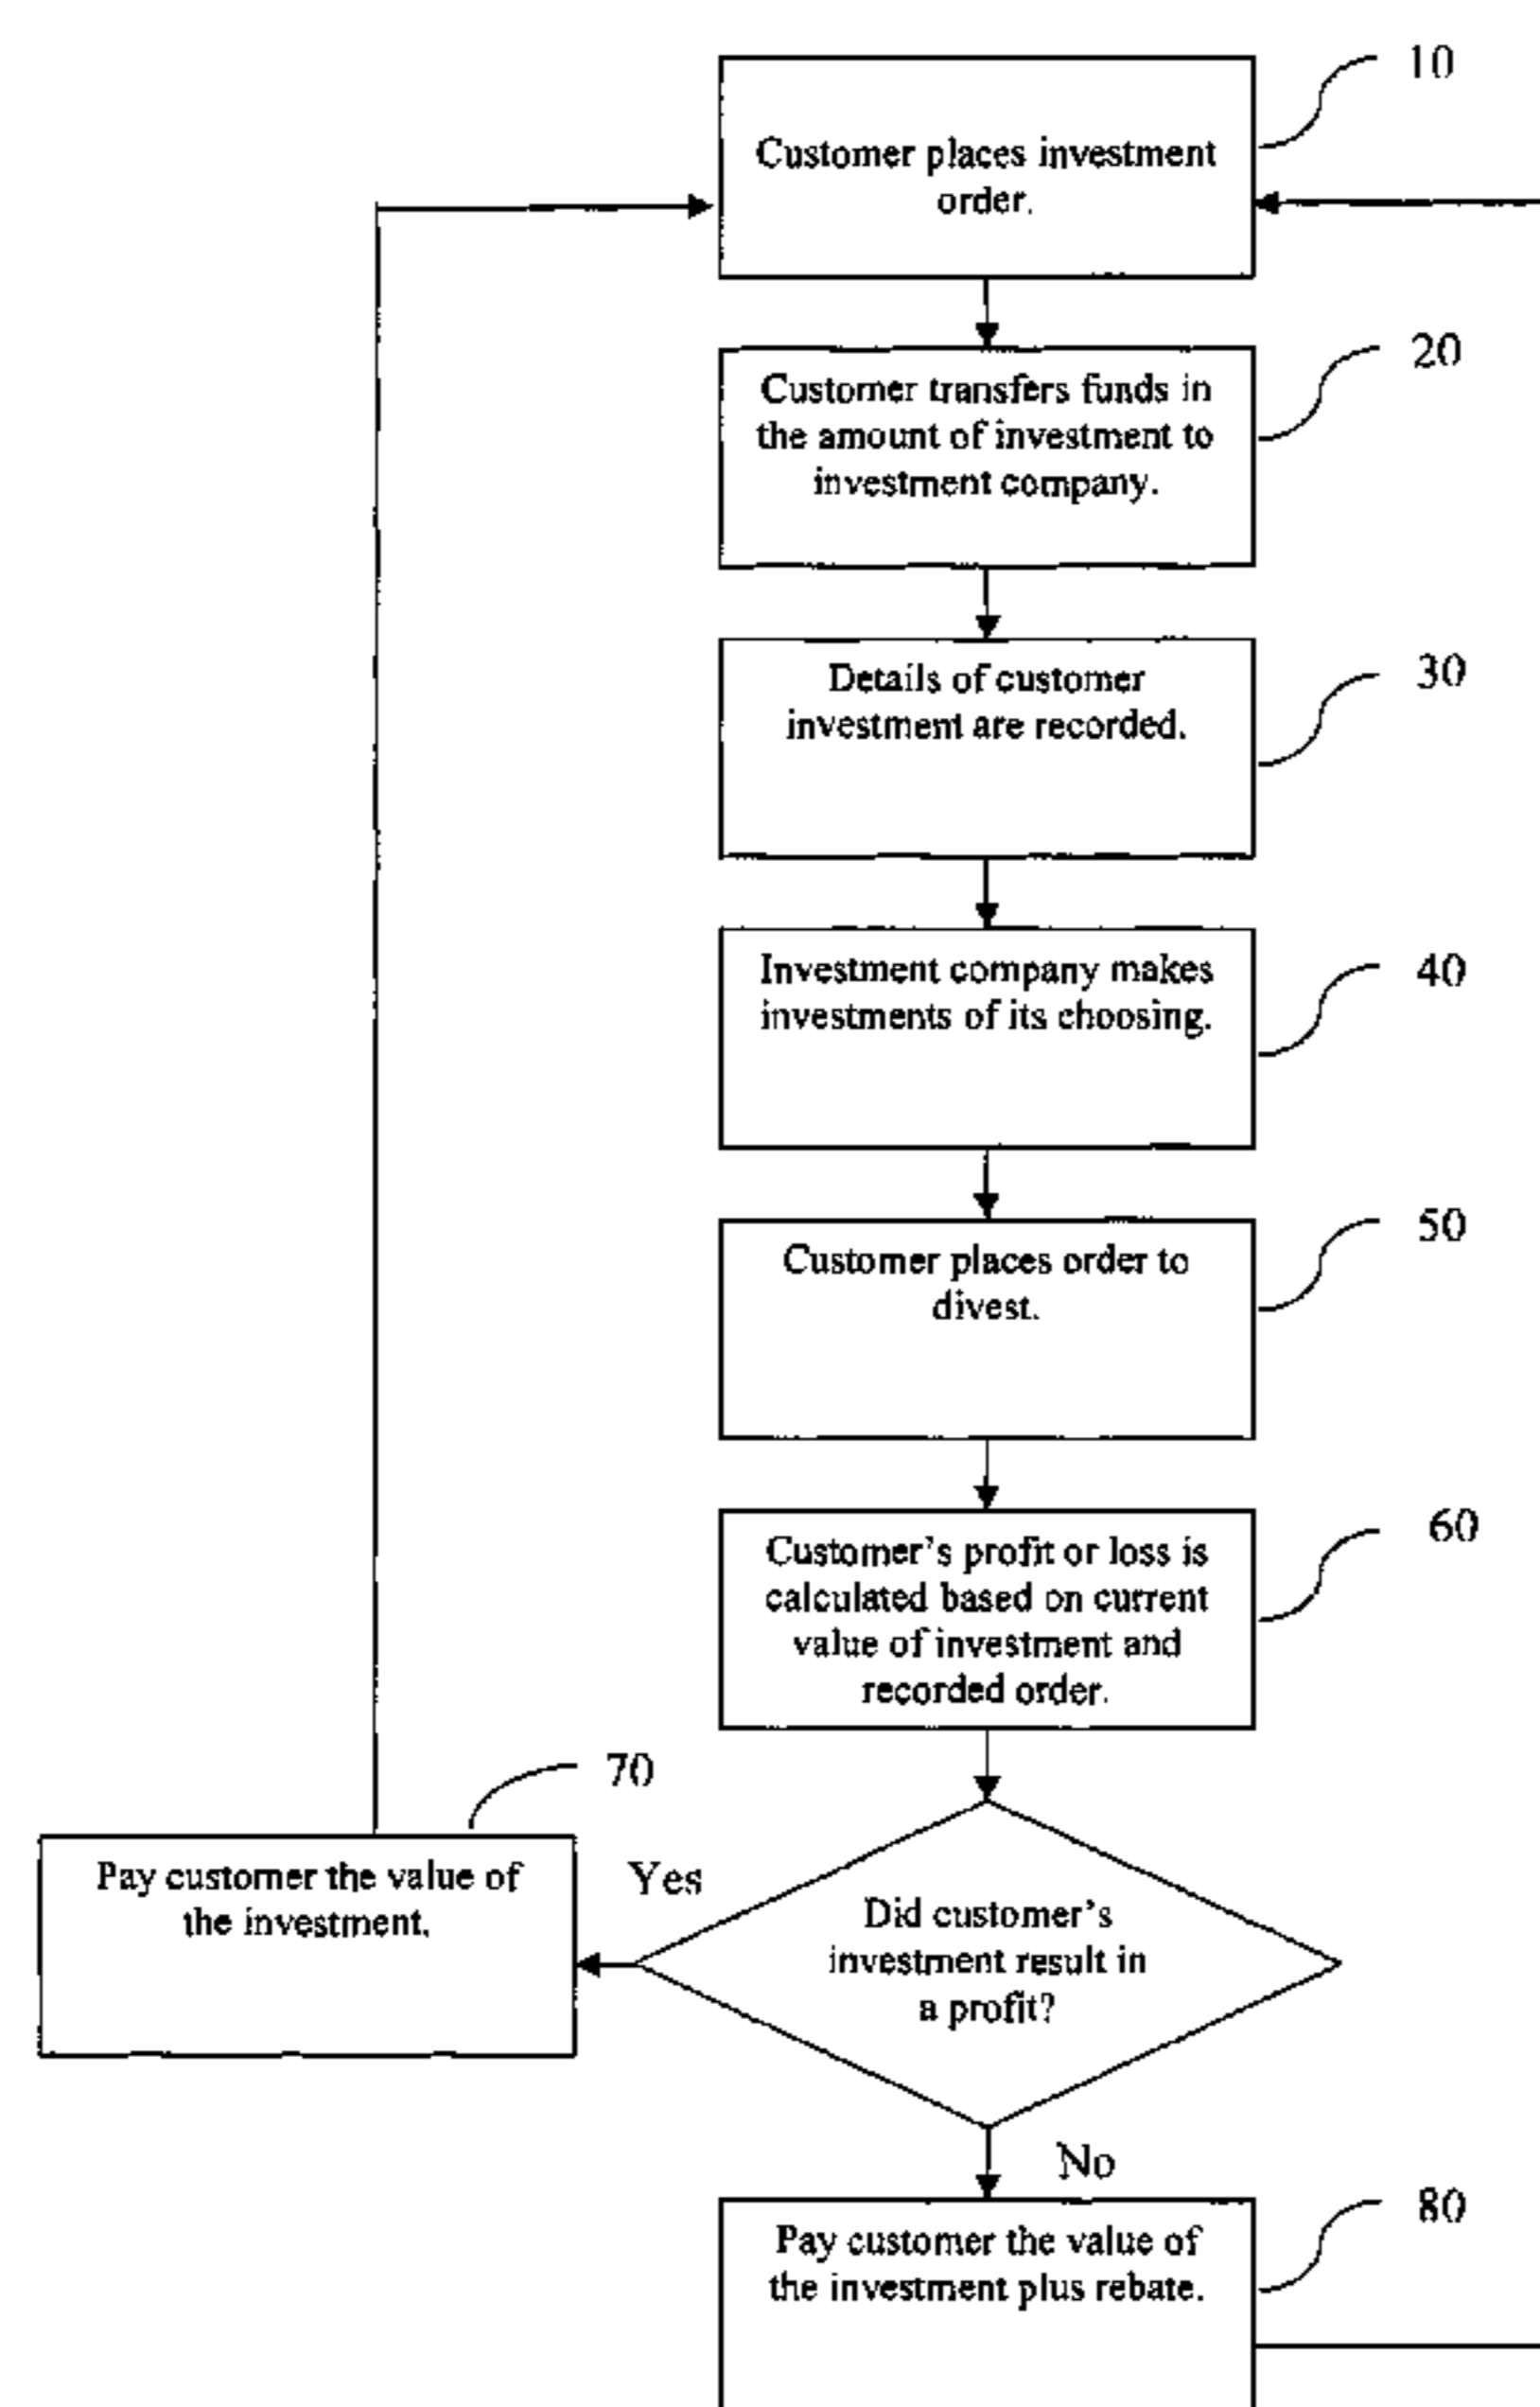 10
Customer places investment
order.
20
Customer transfers funds in
the amount of investment to
investment company.
30
Details of customer
investment are recorded.
40
Investment company makes
investments of its choosing.
50
Customer places order to
divest.
60
Customer's profit or loss is
calculated based on current
value of investment and
recorded order.
70
Pay customer the value of
the investment.
Yes
Did customer's
investment result in
a profit?
No
80
Pay customer the value of
the investment plus rebate.